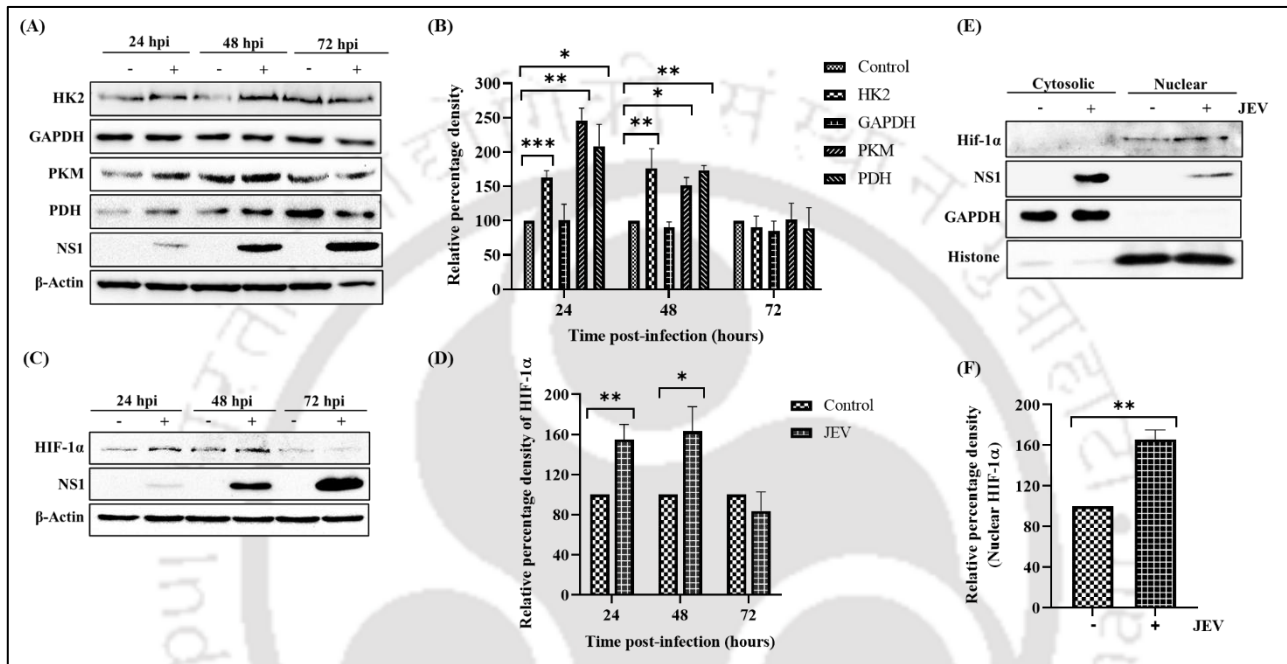 (A)
24 hpi 48 hpi 72 hpi
- + - + - +
HK2
GAPDH
PKM
PDH
NS1
β-Actin
(B)
Relative percentage density
300
250
200
150
100
50
0
*
**
***
**
*
**
24 48 72
Time post-infection (hours)
Control
HK2
GAPDH
PKM
PDH
(C)
24 hpi 48 hpi 72 hpi
- + - + - +
HIF-1α
NS1
β-Actin
(D)
Relative percentage density of HIF-1α
200
160
120
80
40
0
**
*
24 48 72
Time post-infection (hours)
Control
JEV
(E)
Cytosolic Nuclear
- + - + JEV
Hif-1α
NS1
GAPDH
Histone
(F)
Relative percentage density
(Nuclear HIF-1α)
200
160
120
80
40
0
**
- + JEV